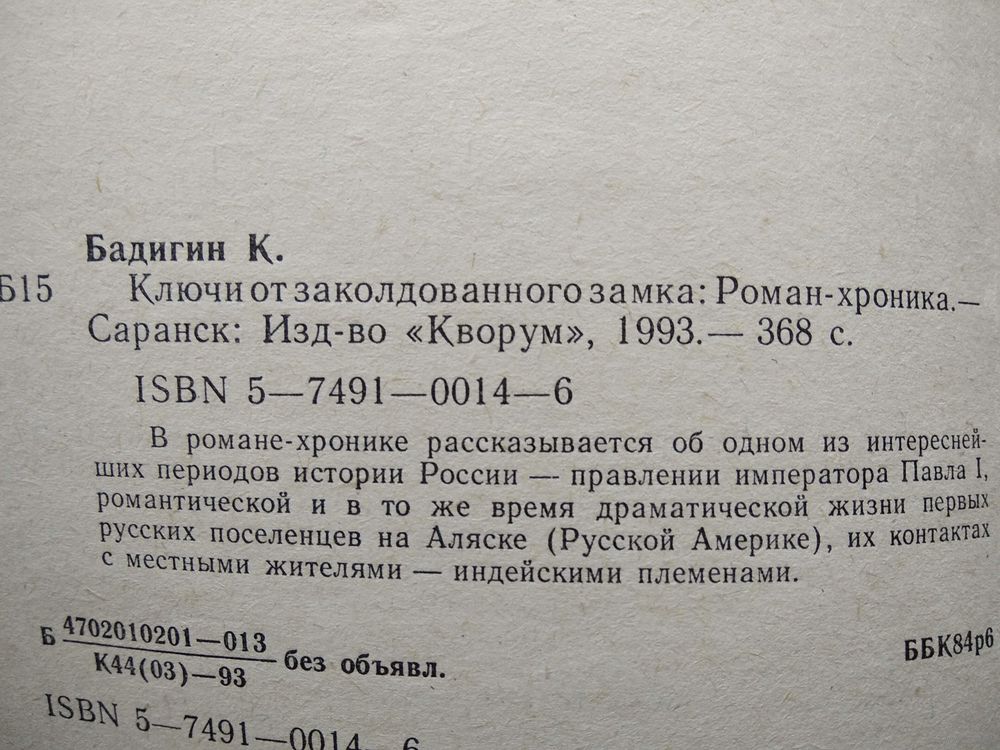 Бадигин К.
Б15 Ключи от заколдованного замка: Роман-хроника.—
Саранск: Изд-во «Кворум», 1993.— 368 с.
ISBN 5—7491—0014—6
В романе-хронике рассказывается об одном из интересней-
ших периодов истории России — правлении императора Павла I,
романтической и в то же время драматической жизни первых
русских поселенцев на Аляске (Русской Америке), их контактах
с местными жителями — индейскими племенами.
Б 4702010201—013
К44(03)—93 без объявл.
ББК84р6
ISBN 5—7491—0014—6